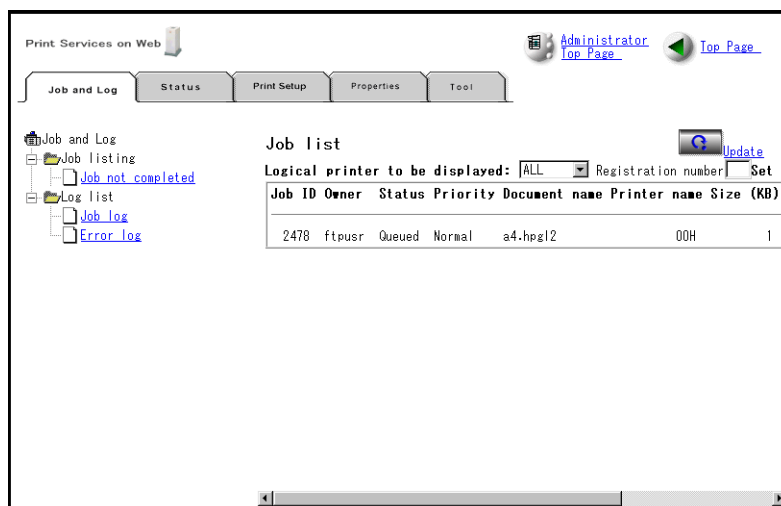 Print Services on Web
Administrator
Top Page
Top Page
Job and Log
Status
Print Setup
Properties
Tool
Job and Log
Job listing
Job not completed
Log list
Job log
Error log
Job list
Update
Logical printer to be displayed: ALL Registration number Set
Job ID Owner Status Priority Document name Printer name Size (KB)
2478 ftpusr Queued Normal a4.hpgl2 00H 1